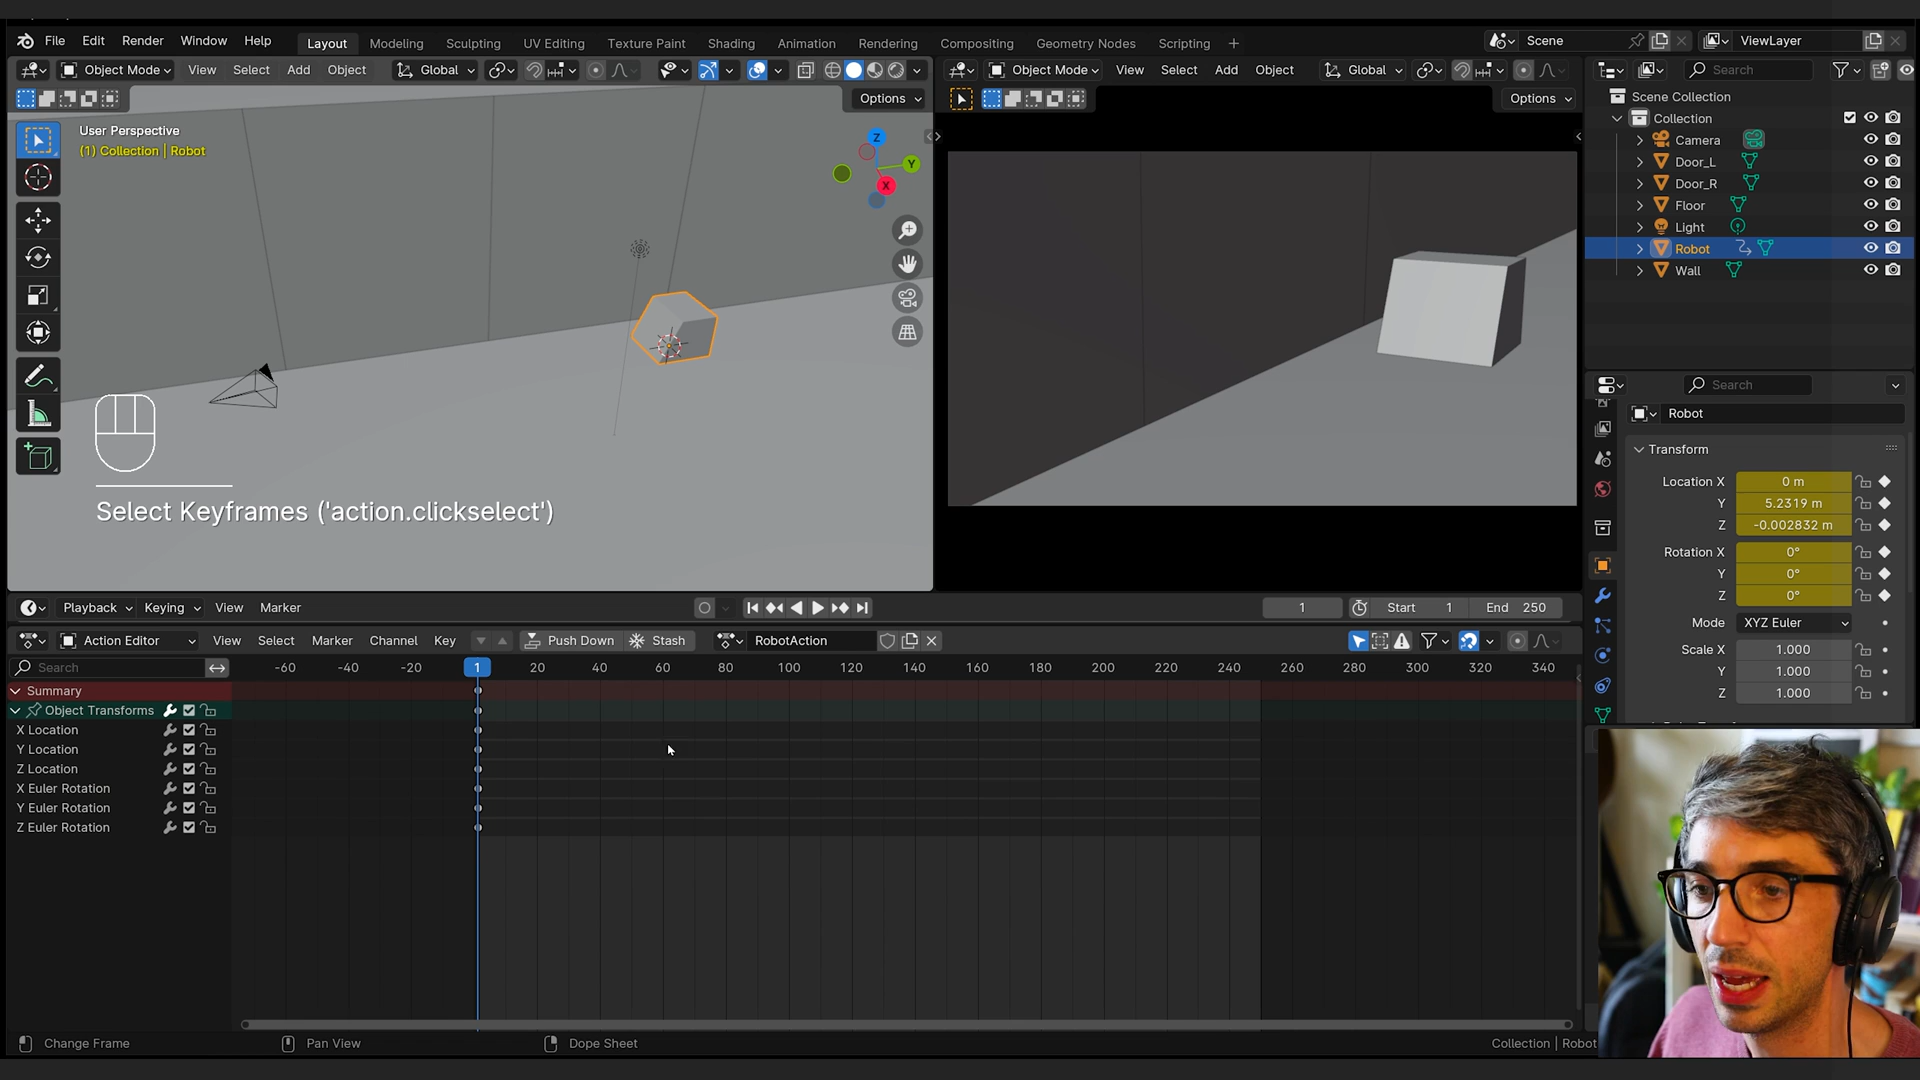 File Edit Render Window Help Layout Modeling Sculpting UV Editing Texture Paint Shading Animation Rendering Compositing Geometry Nodes Scripting + Scene ViewLayer
Object Mode View Select Add Object Global
Object Mode View Select Add Object Global
Search
Options
Options
User Perspective
(1) Collection | Robot
Z
Y
X
Scene Collection
Collection
Camera
Door_L
Door_R
Floor
Light
Robot
Wall
Search
Robot
Transform
Location X 0 m
Y 5.2319 m
Z -0.002832 m
Rotation X 0°
Y 0°
Z 0°
Mode XYZ Euler
Scale X 1.000
Y 1.000
Z 1.000
Select Keyframes ('action.clickselect')
Playback Keying View Marker 1 Start 1 End 250
Action Editor View Select Marker Channel Key Push Down Stash RobotAction
Search -60 -40 -20 1 20 40 60 80 100 120 140 160 180 200 220 240 260 280 300 320 340
Summary
Object Transforms
X Location
Y Location
Z Location
X Euler Rotation
Y Euler Rotation
Z Euler Rotation
Change Frame Pan View Dope Sheet Collection | Robot